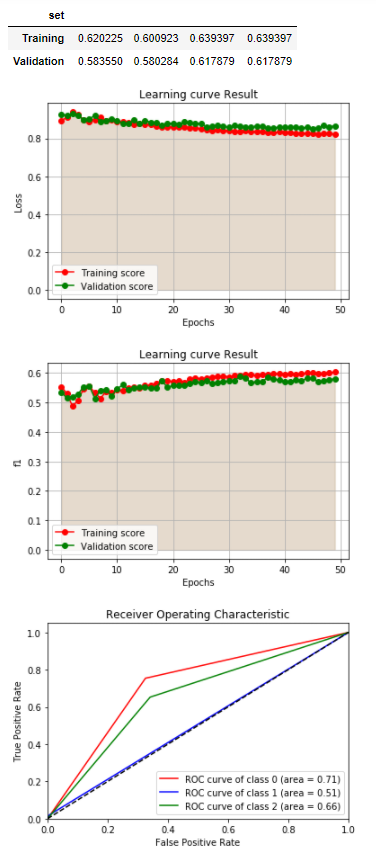 set
Training 0.620225 0.600923 0.639397 0.639397
Validation 0.583550 0.580284 0.617879 0.617879
Learning curve Result
0.8
0.6
0.4
0.2
0.0
Loss
Training score
Validation score
0 10 20 30 40 50
Epochs
Learning curve Result
0.6
0.5
0.4
0.3
0.2
0.1
0.0
f1
Training score
Validation score
0 10 20 30 40 50
Epochs
Receiver Operating Characteristic
1.0
0.8
0.6
0.4
0.2
0.0
True Positive Rate
ROC curve of class 0 (area = 0.71)
ROC curve of class 1 (area = 0.51)
ROC curve of class 2 (area = 0.66)
0.0 0.2 0.4 0.6 0.8 1.0
False Positive Rate